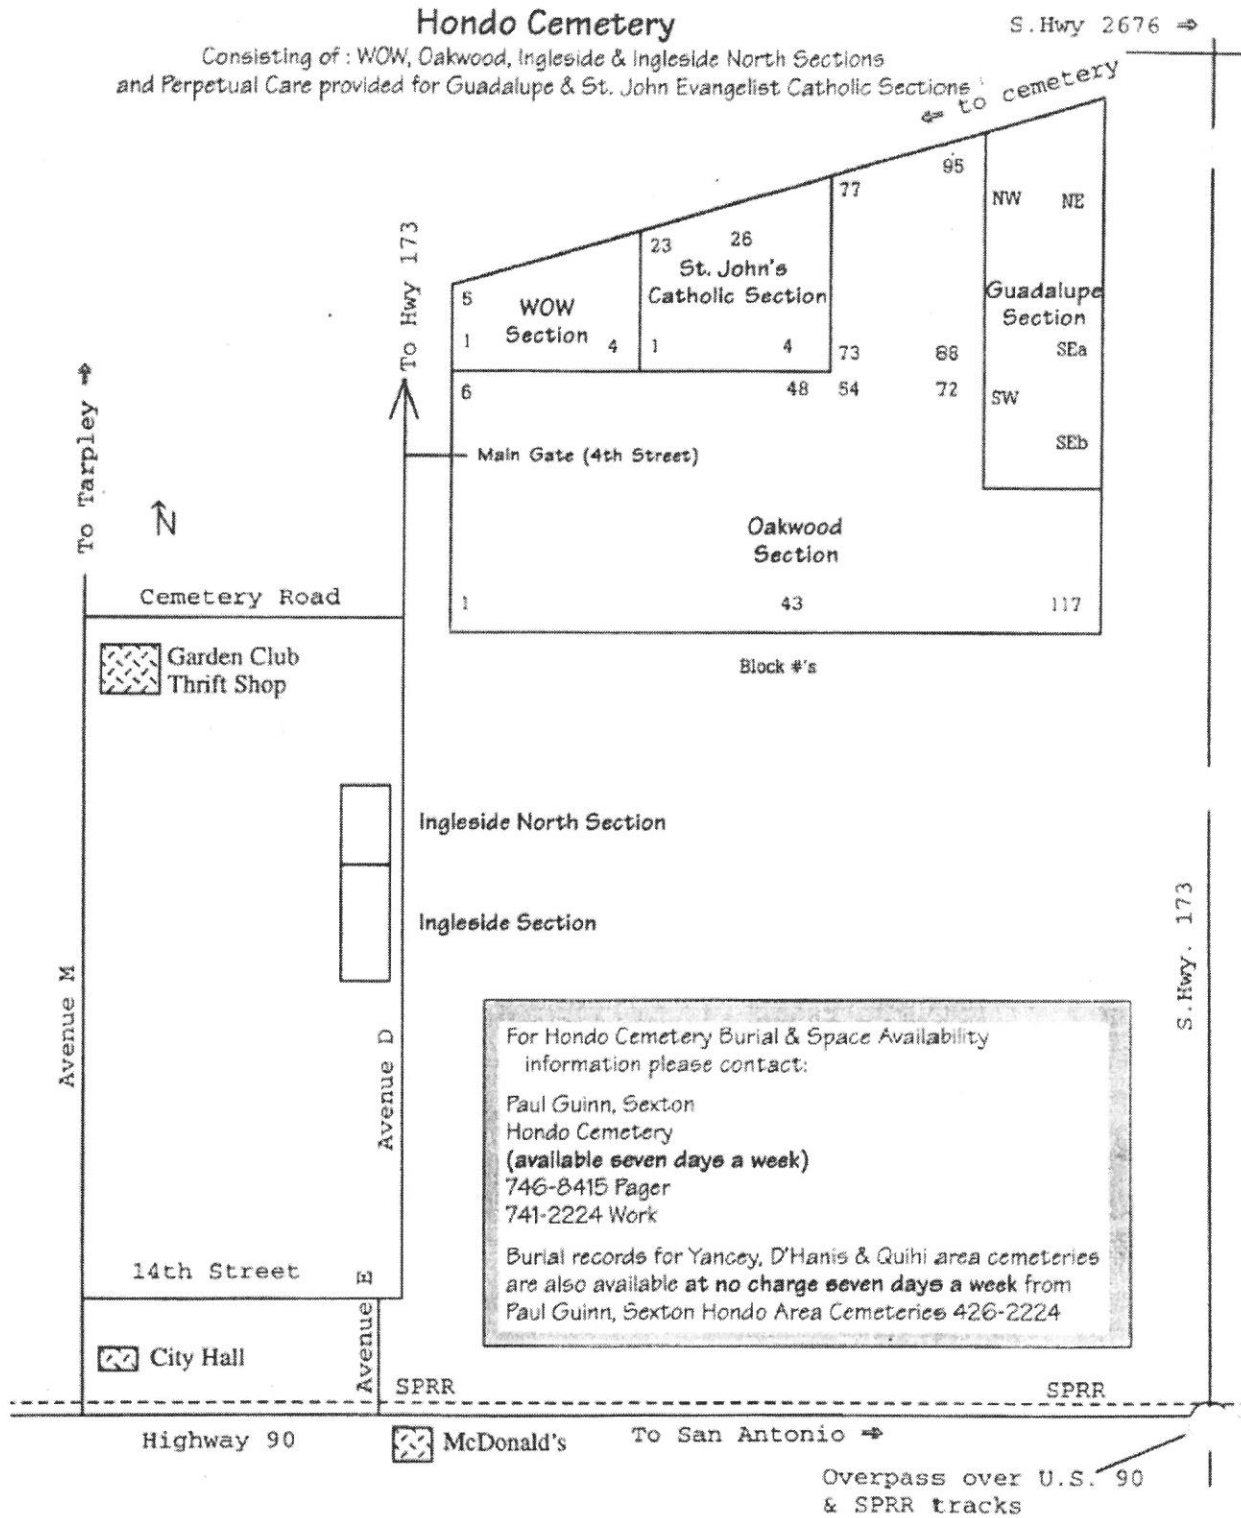 Hondo Cemetery
S.Hwy 2676 ⇒
Consisting of : WOW, Oakwood, Ingleside & Ingleside North Sections
and Perpetual Care provided for Guadalupe & St. John Evangelist Catholic Sections
⇐ to cemetery
95
77
NW NE
23 26
St. John's
Catholic Section
To Hwy 173
5
WOW
Section
1 4
1 4
Guadalupe
Section
73 88
SEa
6 48 54 72
SW
SEb
To Tarpley ⇒
Main Gate (4th Street)
N
Oakwood
Section
Cemetery Road
1 43 117
Block #'s
Garden Club
Thrift Shop
Ingleside North Section
Ingleside Section
S.Hwy. 173
Avenue M
Avenue D
For Hondo Cemetery Burial & Space Availability
information please contact:
Paul Guinn, Sexton
Hondo Cemetery
(available seven days a week)
746-8415 Pager
741-2224 Work
Burial records for Yancey, D'Hanis & Quihi area cemeteries
are also available at no charge seven days a week from
Paul Guinn, Sexton Hondo Area Cemeteries 426-2224
14th Street
Avenue E
City Hall
SPRR SPRR
Highway 90
McDonald's
To San Antonio ⇒
Overpass over U.S. 90
& SPRR tracks